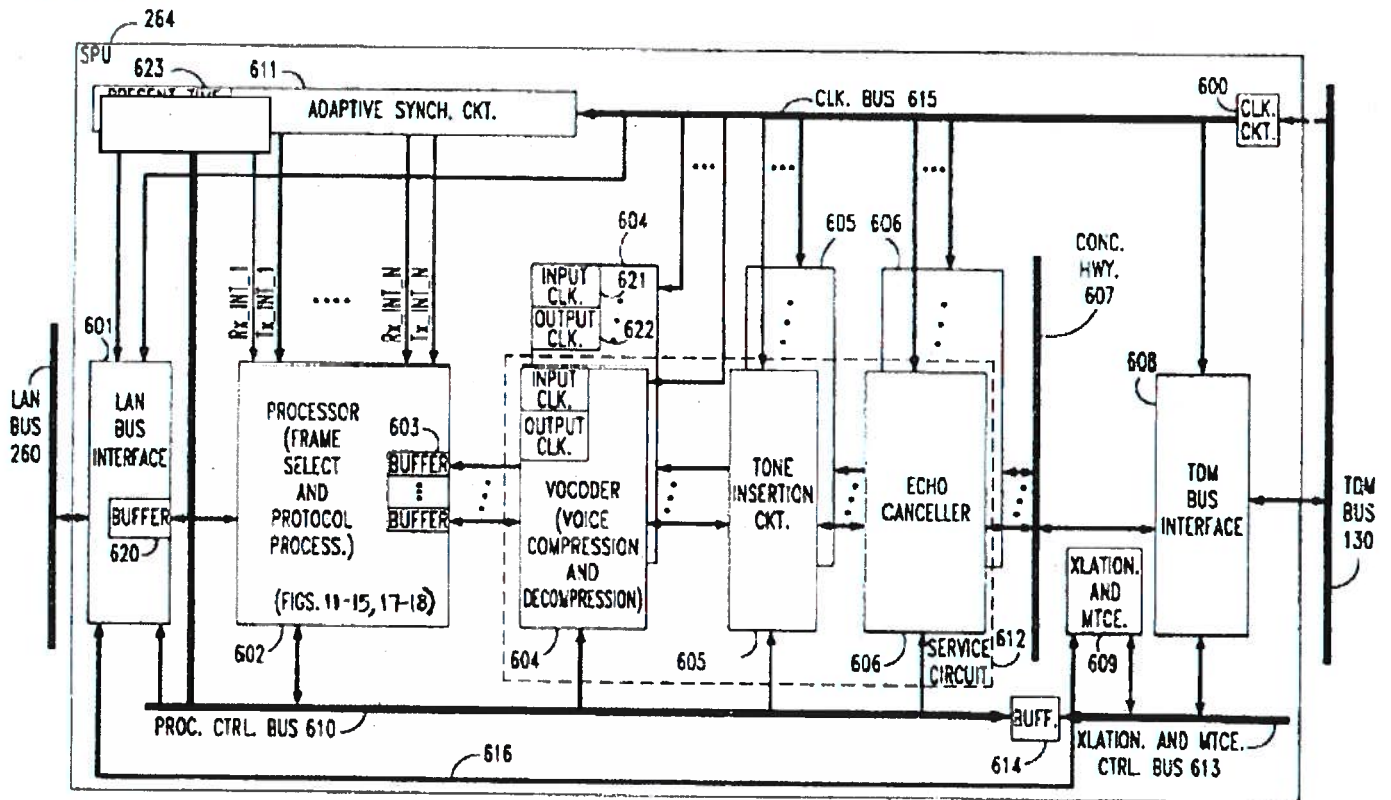 264
SPU
623
611
PRESENT TIME
ADAPTIVE SYNCH. CKT.
CLK. BUS 615
600
CLK.
CKT.
Rx_INT_1
Tx_INT_1
Rx_INT_N
Tx_INT_N
604
INPUT
CLK.
621
OUTPUT
CLK.
622
605
606
CONC.
HWY.
607
601
LAN
BUS
260
LAN
BUS
INTERFACE
BUFFER
620
PROCESSOR
(FRAME
SELECT
AND
PROTOCOL
PROCESS.)
(FIGS. 11-15, 17-18)
603
BUFFER
BUFFER
602
INPUT
CLK.
OUTPUT
CLK.
VOCODER
(VOICE
COMPRESSION
AND
DECOMPRESSION)
604
TONE
INSERTION
CKT.
605
ECHO
CANCELLER
606
SERVICE
CIRCUIT
612
608
TDM
BUS
INTERFACE
XLATION.
AND
MTCE.
609
TDM
BUS
130
PROC. CTRL. BUS 610
BUFF.
614
XLATION. AND MTCE.
CTRL. BUS 613
616